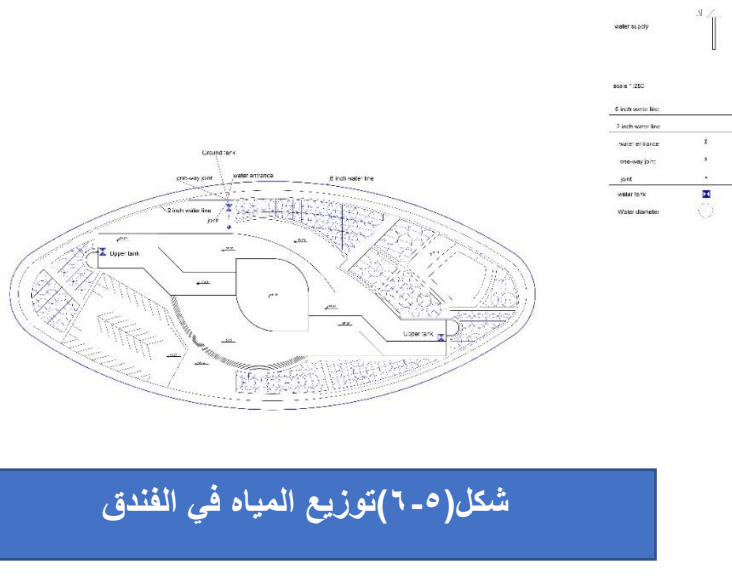 water supply
N
scale 1:250
6 inch water line
2 inch water line
water entrance
one-way joint
joint
water tank
Water diameter
Ground tank
one-way joint
water entrance
6 inch water line
2 inch water line
joint
Upper tank
Upper tank
شكل(٥-٦)توزيع المياه في الفندق